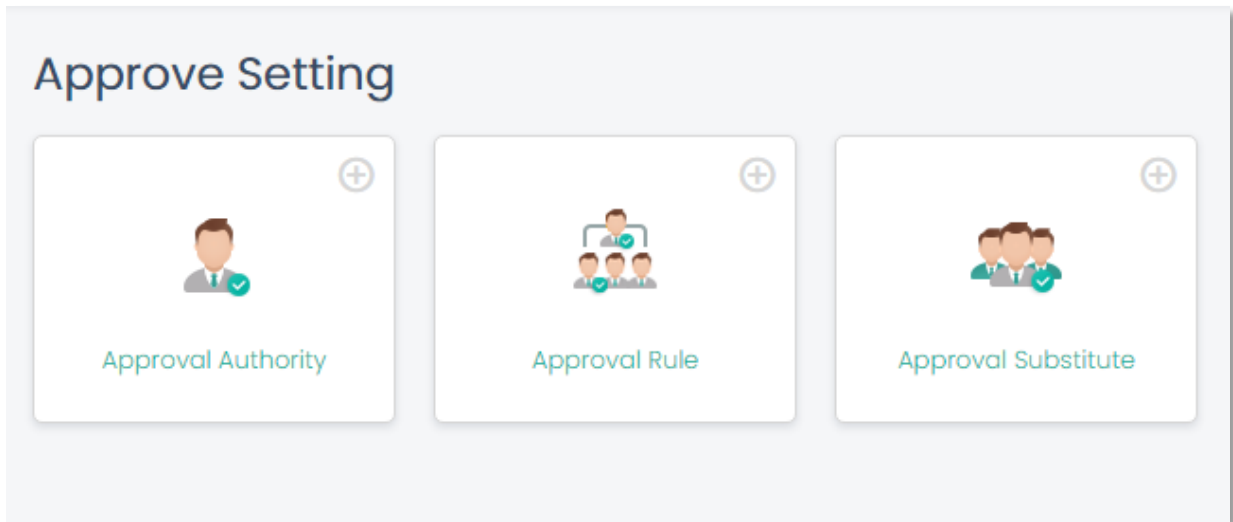 Approve Setting
Approval Authority
Approval Rule
Approval Substitute